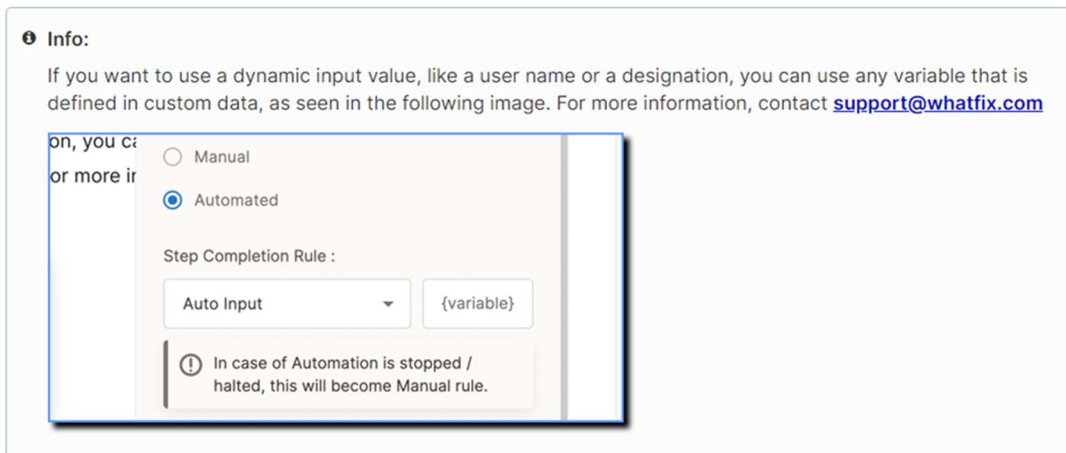 Info:
If you want to use a dynamic input value, like a user name or a designation, you can use any variable that is
defined in custom data, as seen in the following image. For more information, contact support@whatfix.com
on, you ca
or more in
Manual
Automated
Step Completion Rule :
Auto Input
{variable}
In case of Automation is stopped /
halted, this will become Manual rule.